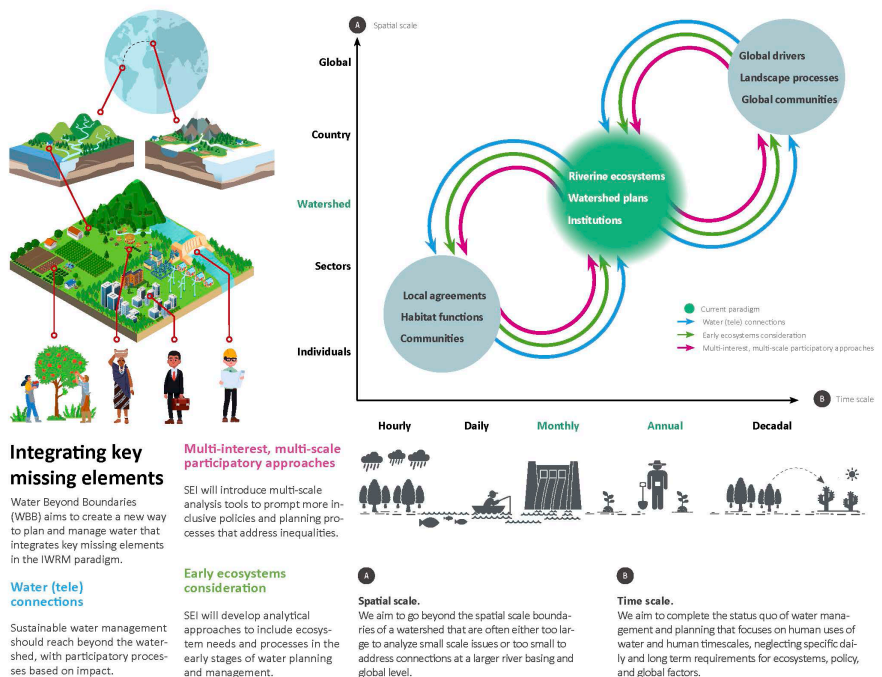 A Spatial scale
Global
Country
Watershed
Sectors
Individuals
Global drivers
Landscape processes
Global communities
Riverine ecosystems
Watershed plans
Institutions
Local agreements
Habitat functions
Communities
Current paradigm
Water (tele) connections
Early ecosystems consideration
Multi-interest, multi-scale participatory approaches
B Time scale
Hourly
Daily
Monthly
Annual
Decadal
Integrating key
missing elements
Water Beyond Boundaries
(WBB) aims to create a new way
to plan and manage water that
integrates key missing elements
in the IWRM paradigm.
Water (tele)
connections
Sustainable water management
should reach beyond the water-
shed, with participatory proces-
ses based on impact.
Multi-interest, multi-scale
participatory approaches
SEI will introduce multi-scale
analysis tools to prompt more in-
clusive policies and planning pro-
cesses that address inequalities.
Early ecosystems
consideration
SEI will develop analytical
approaches to include ecosys-
tem needs and processes in the
early stages of water planning
and management.
A
Spatial scale.
We aim to go beyond the spatial scale bounda-
ries of a watershed that are often either too lar-
ge to analyze small scale issues or too small to
address connections at a larger river basing and
global level.
B
Time scale.
We aim to complete the status quo of water mana-
gement and planning that focuses on human uses of
water and human timescales, neglecting specific dai-
ly and long term requirements for ecosystems, policy,
and global factors.